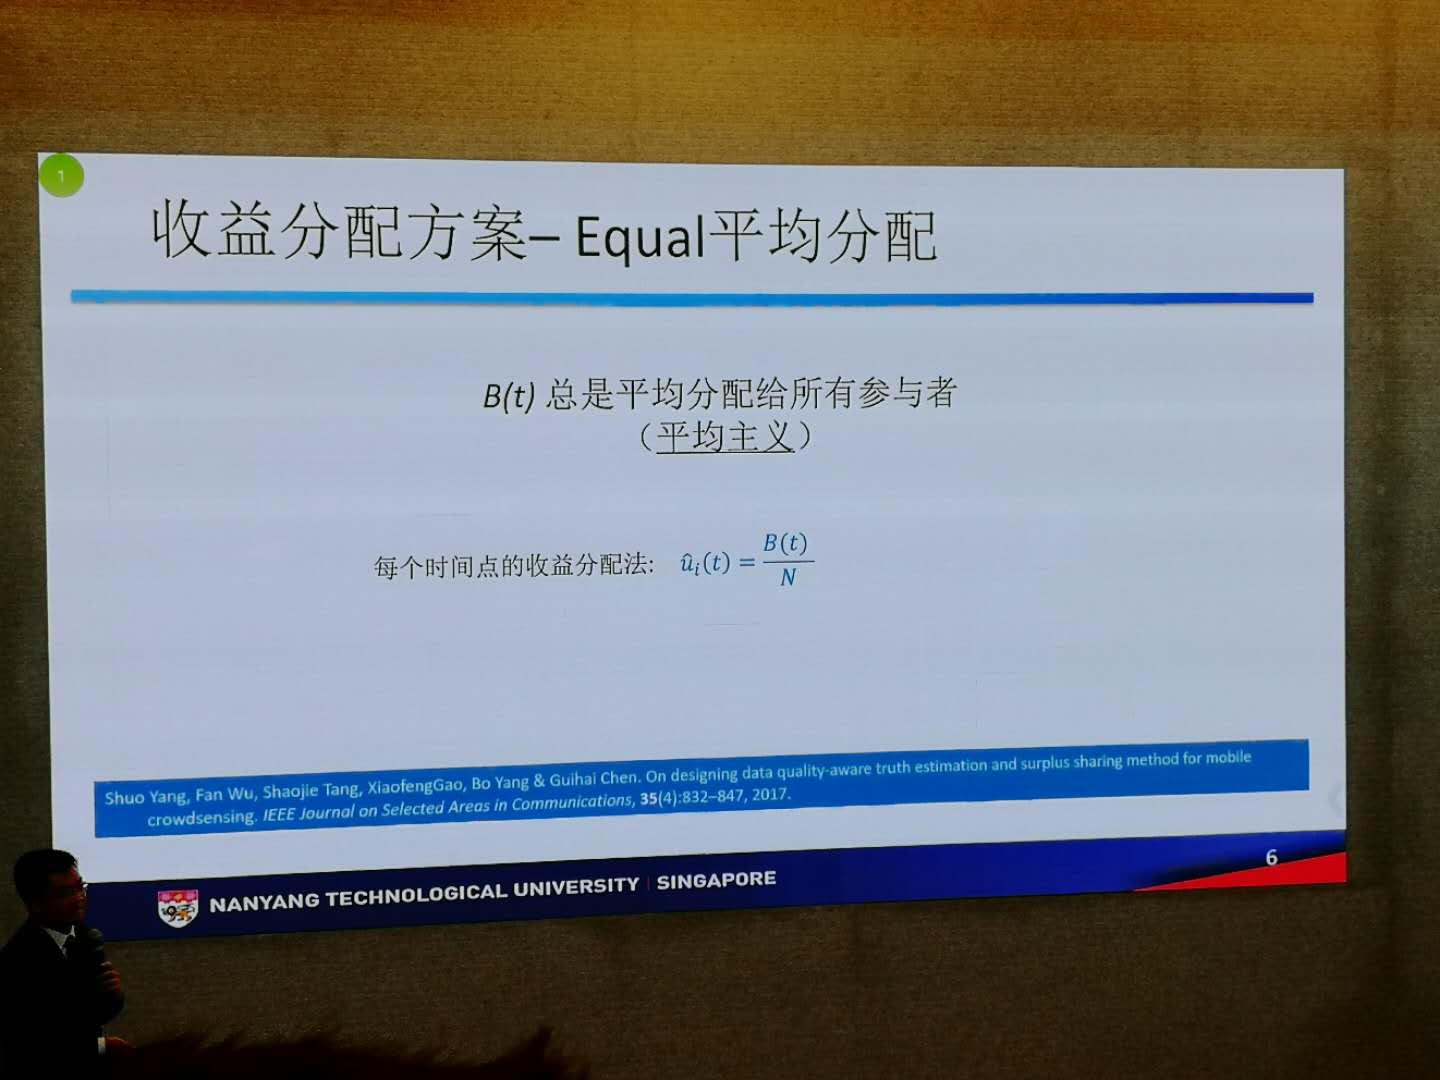 1
收益分配方案– Equal平均分配
B(t) 总是平均分配给所有参与者
（平均主义）
每个时间点的收益分配法: û_i(t) = B(t)/N
Shuo Yang, Fan Wu, Shaojie Tang, XiaofengGao, Bo Yang & Guihai Chen. On designing data quality-aware truth estimation and surplus sharing method for mobile
crowdsensing. IEEE Journal on Selected Areas in Communications, 35(4):832–847, 2017.
6
NANYANG TECHNOLOGICAL UNIVERSITY | SINGAPORE